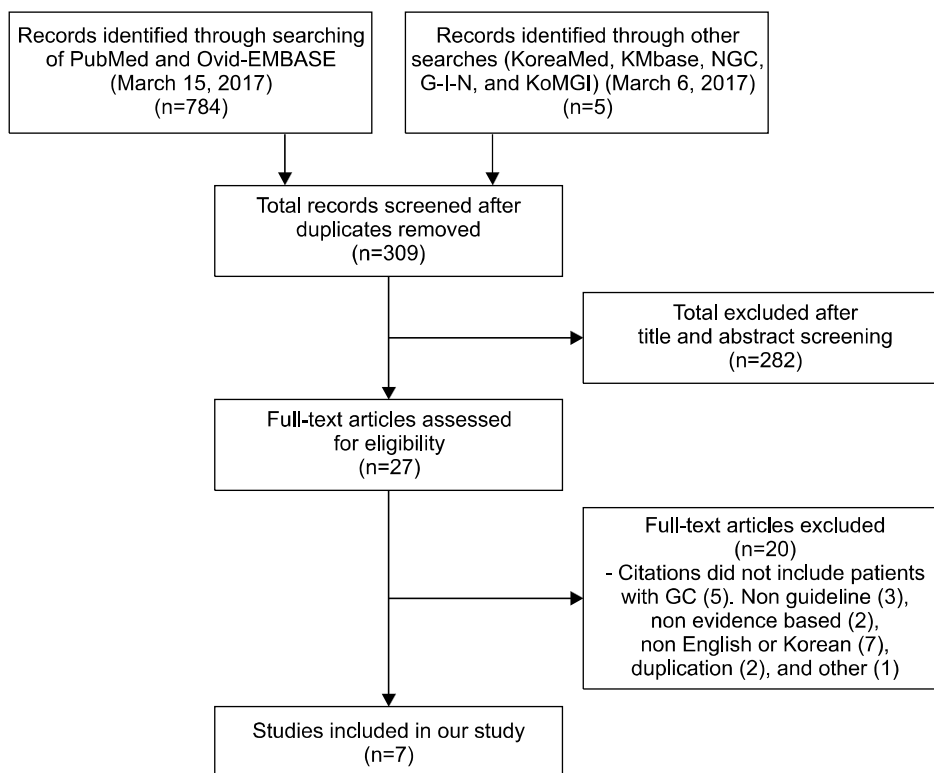 Records identified through searching
of PubMed and Ovid-EMBASE
(March 15, 2017)
(n=784)
Records identified through other
searches (KoreaMed, KMbase, NGC,
G-I-N, and KoMGI) (March 6, 2017)
(n=5)
Total records screened after
duplicates removed
(n=309)
Total excluded after
title and abstract screening
(n=282)
Full-text articles assessed
for eligibility
(n=27)
Full-text articles excluded
(n=20)
- Citations did not include patients
with GC (5). Non guideline (3),
non evidence based (2),
non English or Korean (7),
duplication (2), and other (1)
Studies included in our study
(n=7)